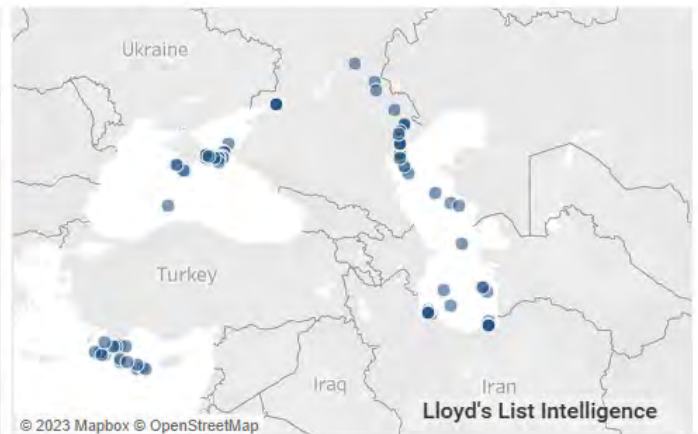 Ukraine
Turkey
Iraq
Iran
Lloyd's List Intelligence
© 2023 Mapbox © OpenStreetMap